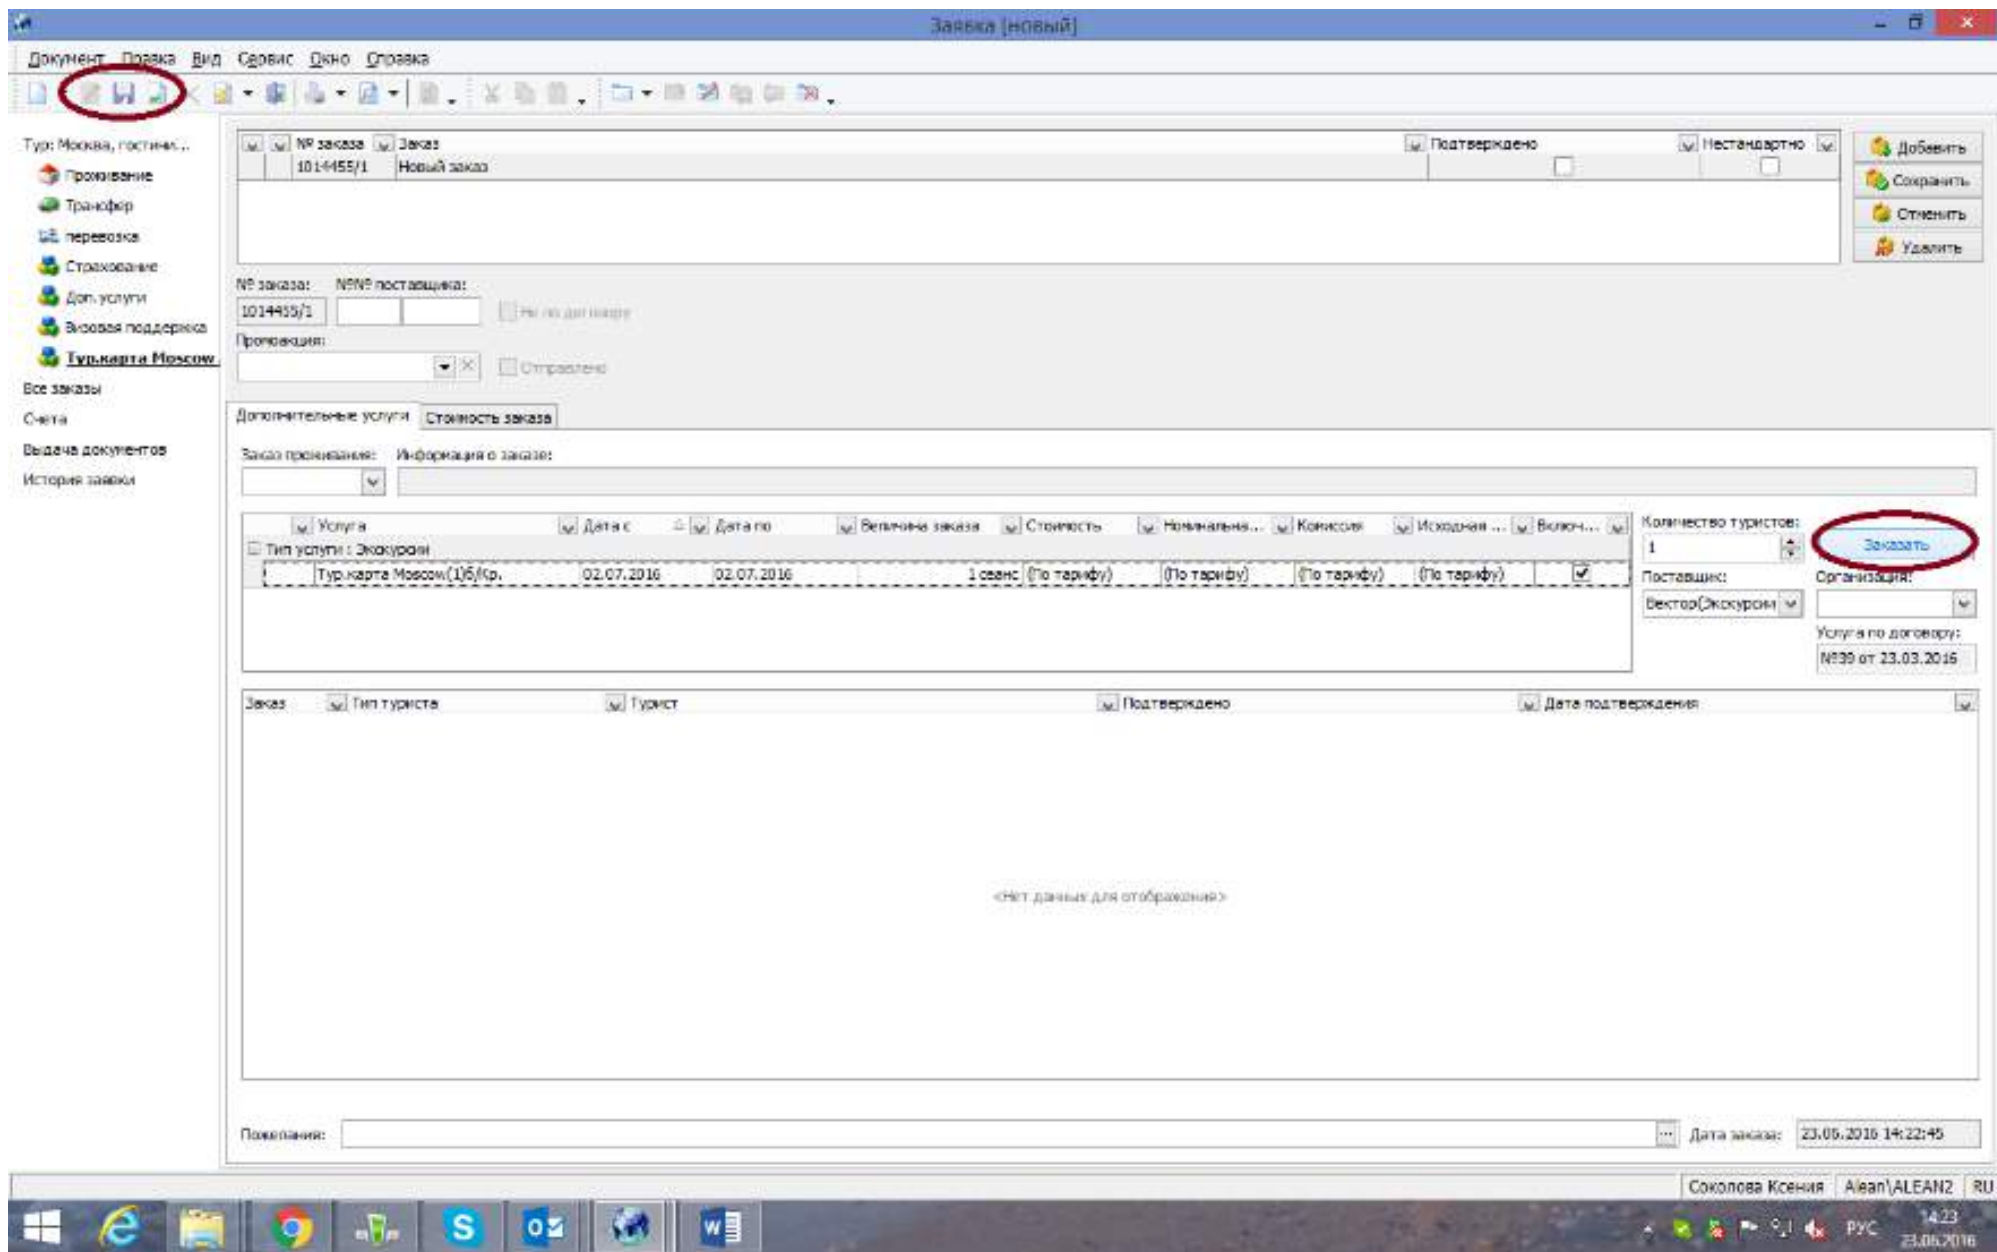 Заявка [новый]
Документ Правка Вид Сервис Окно Справка
Тур: Москва, гостини...
Проживание
Трансфер
перевозка
Страхование
Доп. услуги
Визовая поддержка
Тур.карта Moscow
Все заказы
Счета
Выдача документов
История заявки
№ заказа Заказ Подтверждено Нестандартно
1014455/1 Новый заказ
Добавить
Сохранить
Отменить
Удалить
№ заказа: №№ поставщика:
1014455/1 Не по договору
Промоакция:
Отправлено
Дополнительные услуги Стоимость заказа
Заказ проживания: Информация о заказе:
Услуга Дата с Дата по Величина заказа Стоимость Номинальна... Комиссия Исходная ... Включ...
Тип услуги : Экскурсии
Тур.карта Moscow(1)б/Кр. 02.07.2016 02.07.2016 1 сеанс (По тарифу) (По тарифу) (По тарифу) (По тарифу)
Количество туристов:
1 Заказать
Поставщик: Организация:
Вектор(Экскурсии
Услуга по договору:
№39 от 23.03.2016
Заказ Тип туриста Турист Подтверждено Дата подтверждения
<Нет данных для отображения>
Пожелания: ... Дата заказа: 23.06.2016 14:22:45
Соколова Ксения Alean\ALEAN2 RU
РУС 14:23
23.06.2016